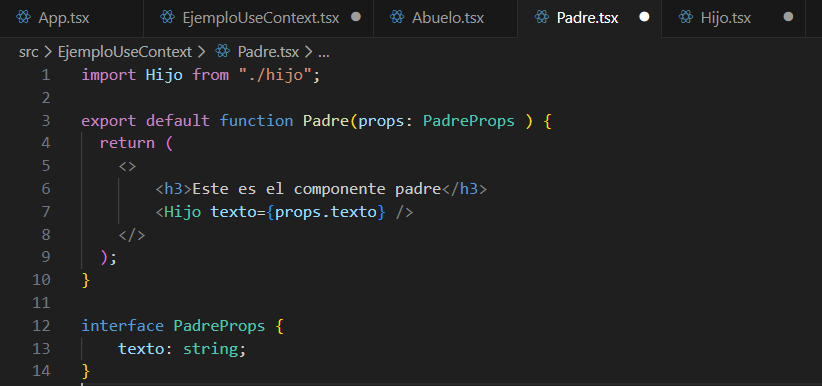 App.tsx EjemploUseContext.tsx Abuelo.tsx Padre.tsx Hijo.tsx
src > EjemploUseContext > Padre.tsx > ...
1 import Hijo from "./hijo";
2
3 export default function Padre(props: PadreProps ) {
4 return (
5 <>
6 <h3>Este es el componente padre</h3>
7 <Hijo texto={props.texto} />
8 </>
9 );
10 }
11
12 interface PadreProps {
13 texto: string;
14 }